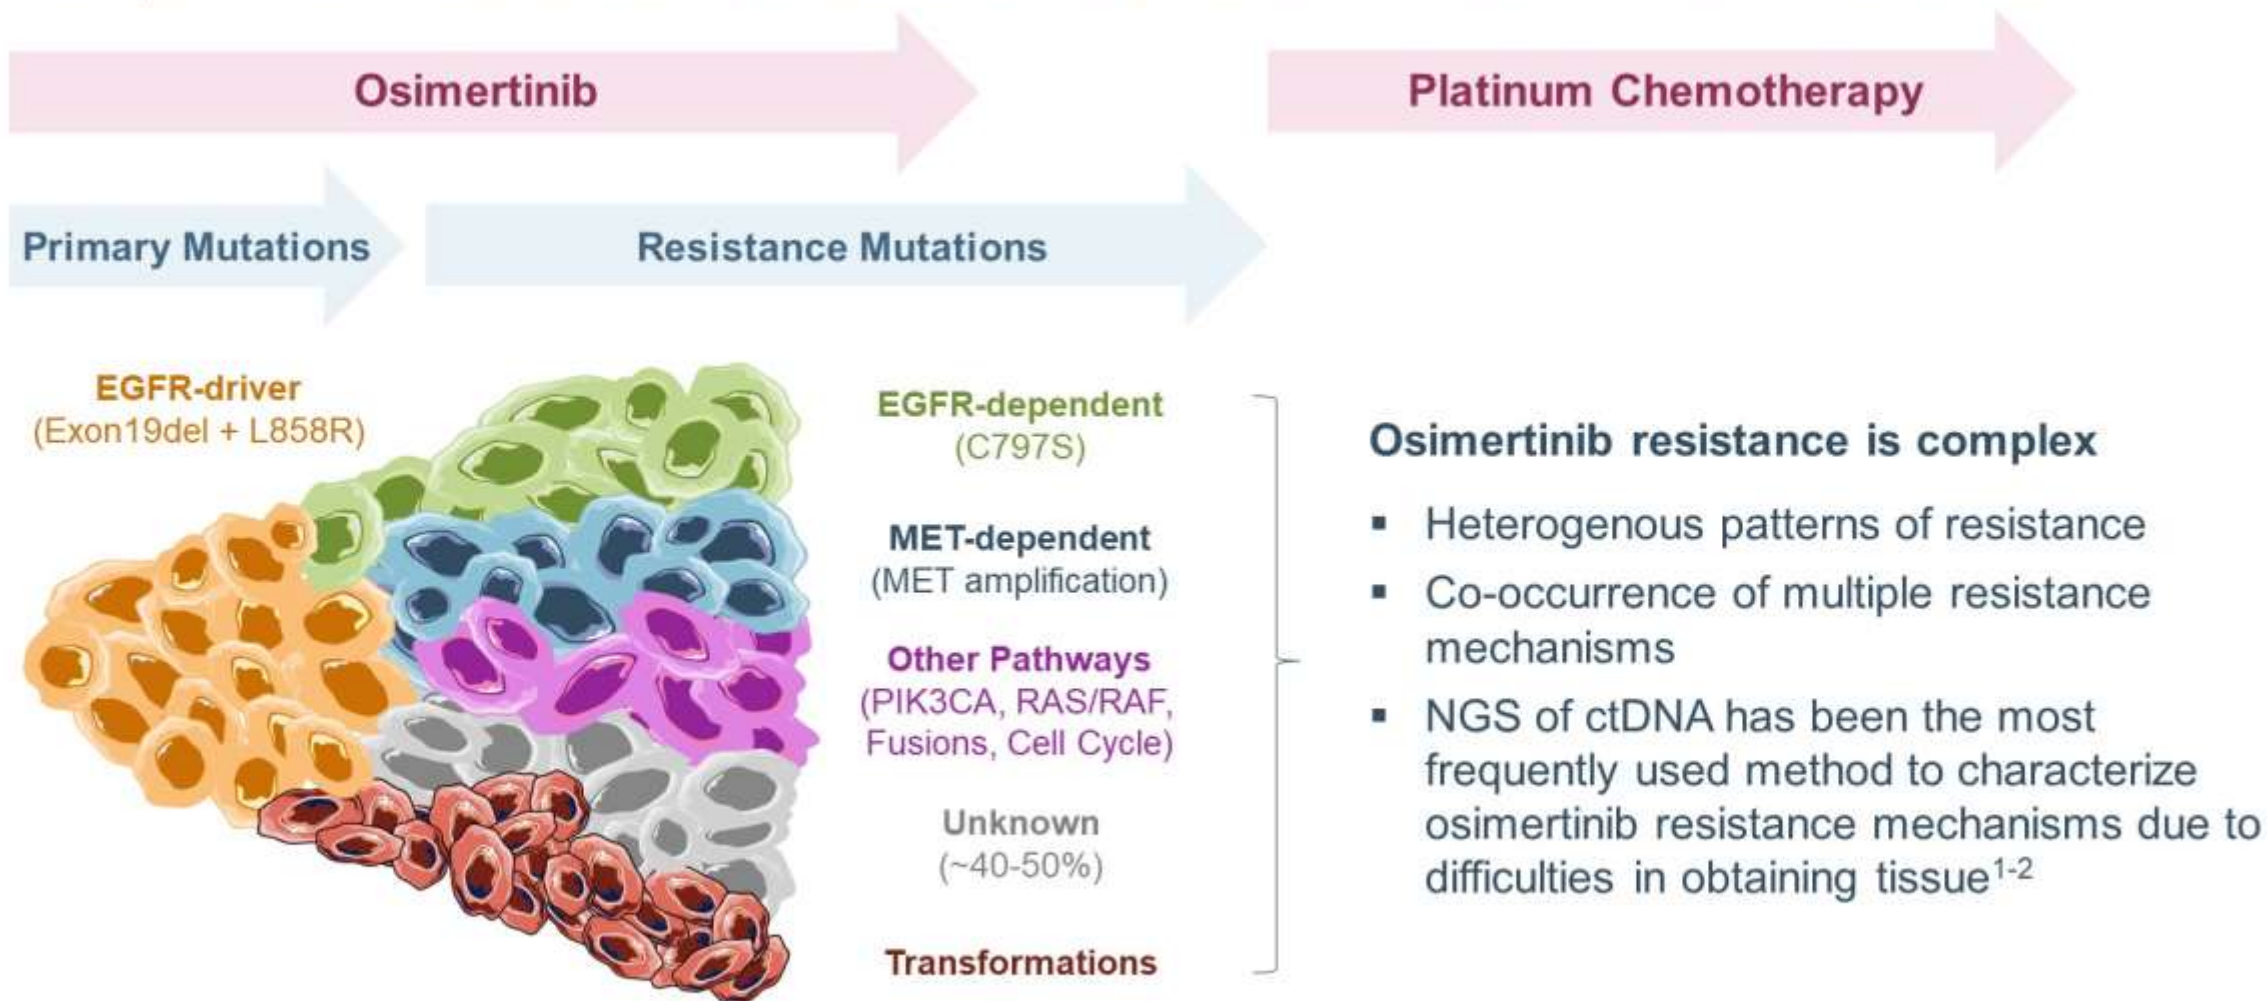 Osimertinib
Platinum Chemotherapy
Primary Mutations
Resistance Mutations
EGFR-driver
(Exon19del + L858R)
EGFR-dependent
(C797S)
MET-dependent
(MET amplification)
Other Pathways
(PIK3CA, RAS/RAF,
Fusions, Cell Cycle)
Unknown
(~40-50%)
Transformations
Osimertinib resistance is complex
▪ Heterogenous patterns of resistance
▪ Co-occurrence of multiple resistance
mechanisms
▪ NGS of ctDNA has been the most
frequently used method to characterize
osimertinib resistance mechanisms due to
difficulties in obtaining tissue¹⁻²